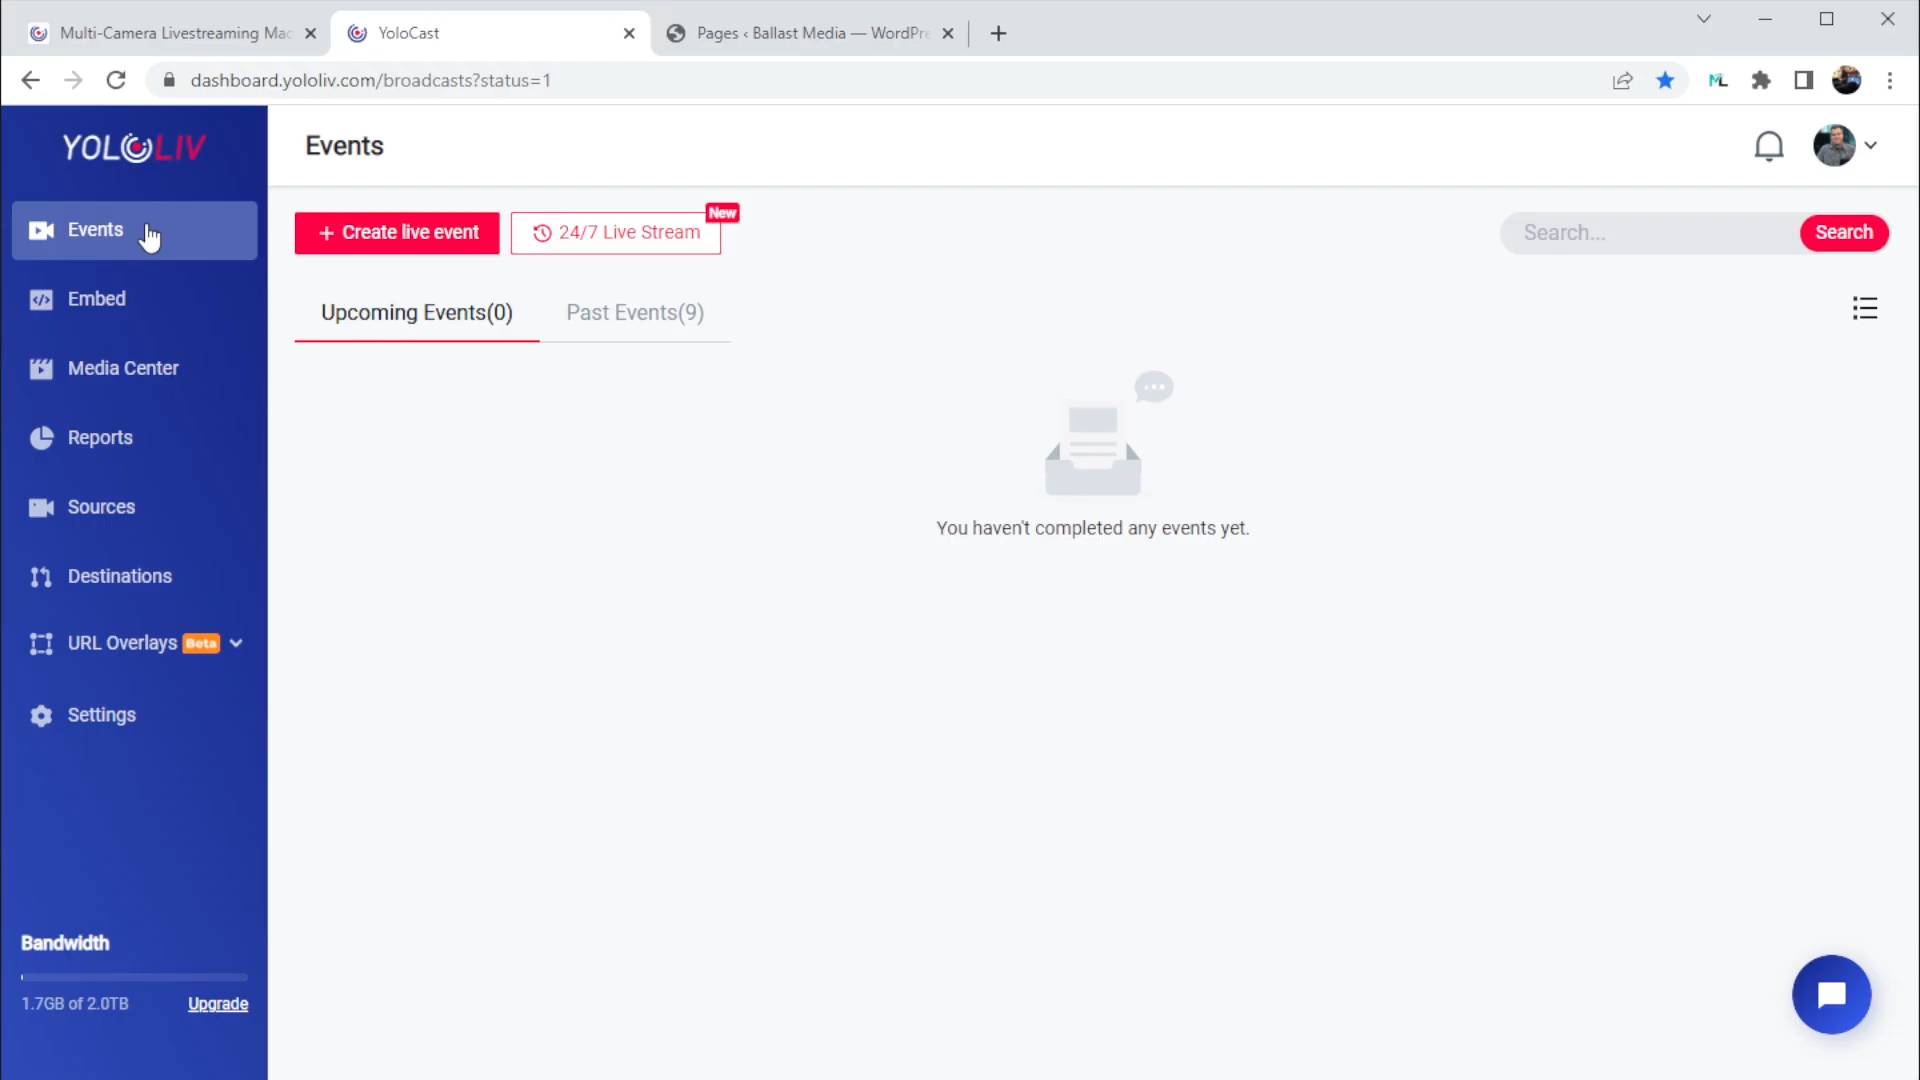 Multi-Camera Livestreaming Mac
YoloCast
Pages ‹ Ballast Media — WordPre
dashboard.yololiv.com/broadcasts?status=1
ML
YOLOLIV
Events
New
+ Create live event
24/7 Live Stream
Search...
Search
Events
Embed
Media Center
Reports
Sources
Destinations
URL Overlays Beta
Settings
Upcoming Events(0)
Past Events(9)
You haven't completed any events yet.
Bandwidth
1.7GB of 2.0TB
Upgrade